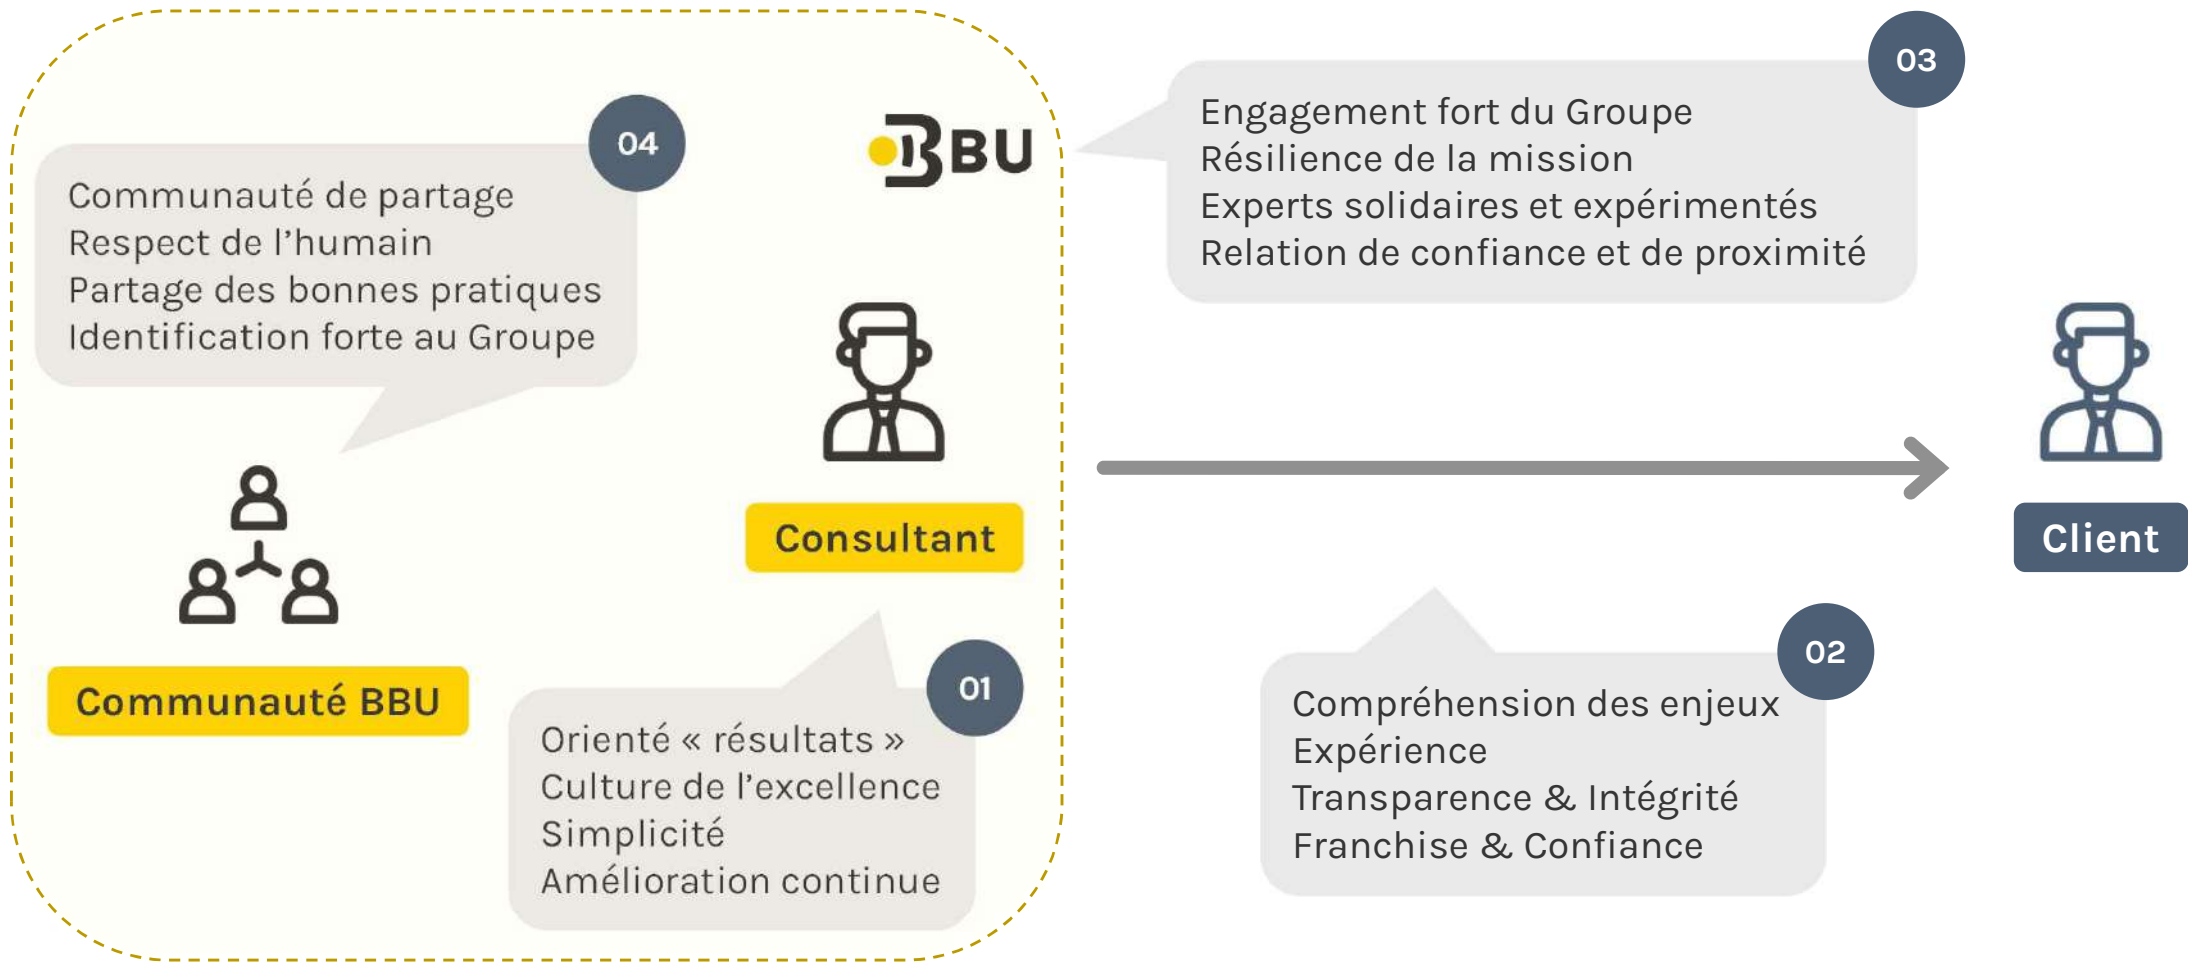 04
Communauté de partage
Respect de l’humain
Partage des bonnes pratiques
Identification forte au Groupe
BBU
Consultant
Communauté BBU
01
Orienté « résultats »
Culture de l’excellence
Simplicité
Amélioration continue
03
Engagement fort du Groupe
Résilience de la mission
Experts solidaires et expérimentés
Relation de confiance et de proximité
Client
02
Compréhension des enjeux
Expérience
Transparence & Intégrité
Franchise & Confiance